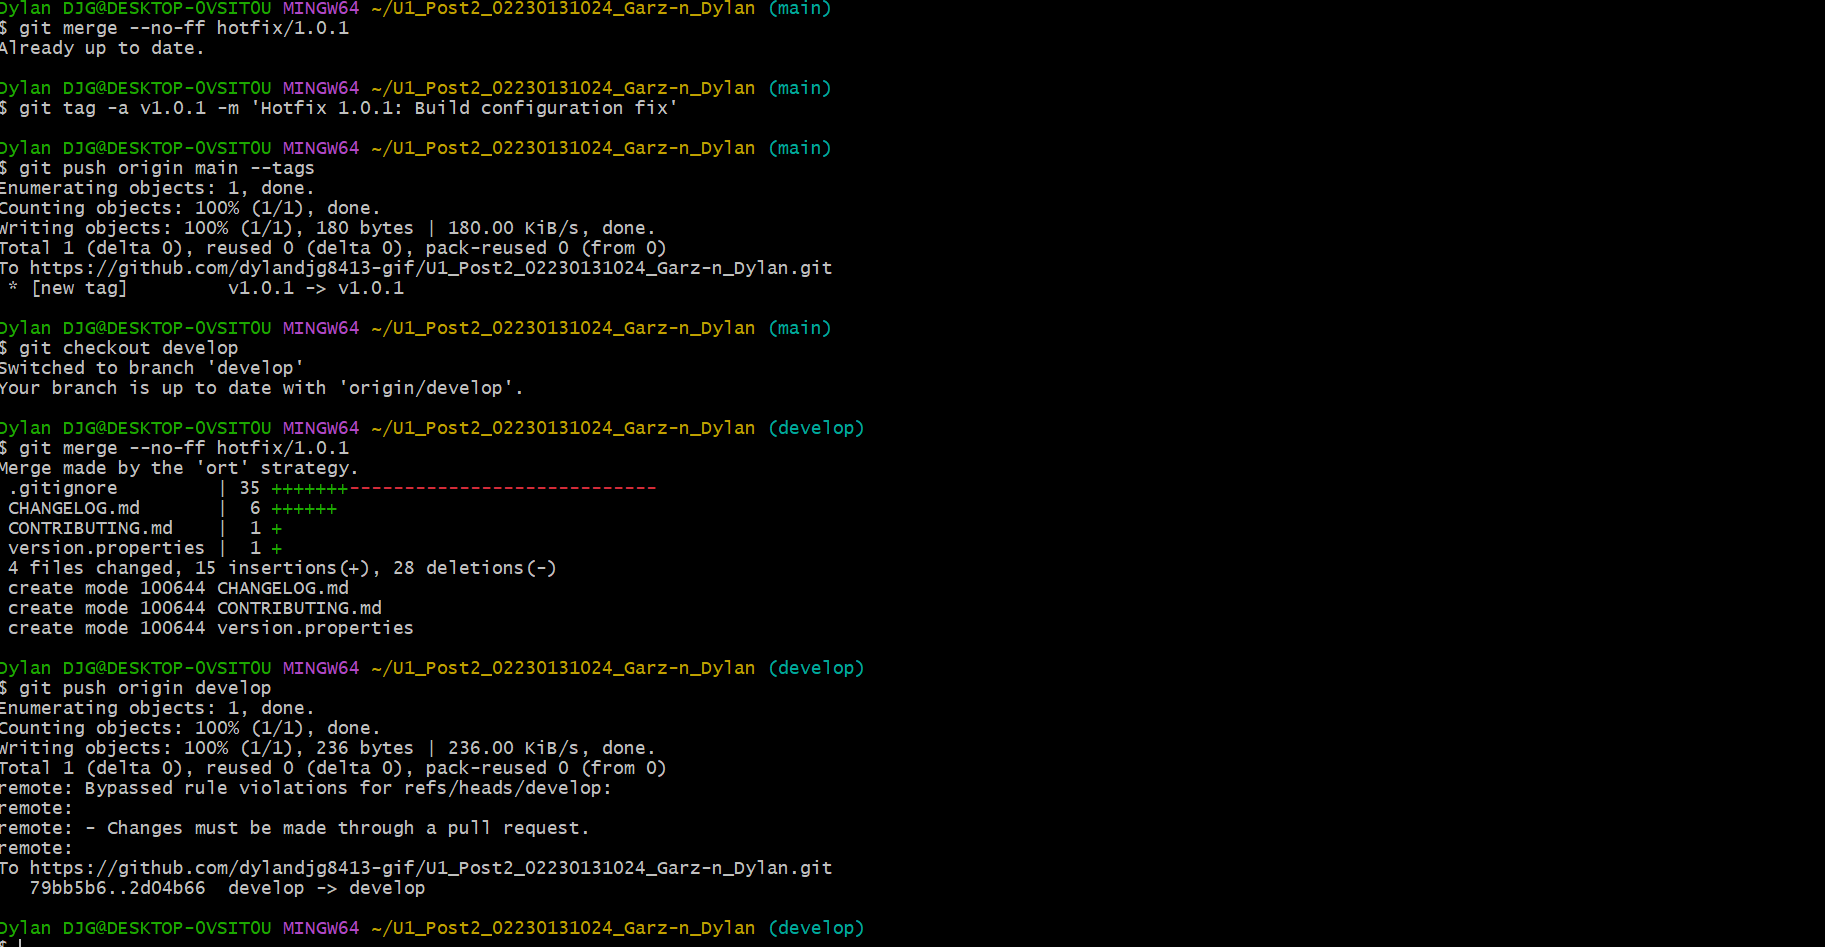 Dylan DJG@DESKTOP-OVSIT0U MINGW64 ~/U1_Post2_02230131024_Garz-n_Dylan (main)
$ git merge --no-ff hotfix/1.0.1
Already up to date.
Dylan DJG@DESKTOP-OVSIT0U MINGW64 ~/U1_Post2_02230131024_Garz-n_Dylan (main)
$ git tag -a v1.0.1 -m 'Hotfix 1.0.1: Build configuration fix'
Dylan DJG@DESKTOP-OVSIT0U MINGW64 ~/U1_Post2_02230131024_Garz-n_Dylan (main)
$ git push origin main --tags
Enumerating objects: 1, done.
Counting objects: 100% (1/1), done.
Writing objects: 100% (1/1), 180 bytes | 180.00 KiB/s, done.
Total 1 (delta 0), reused 0 (delta 0), pack-reused 0 (from 0)
To https://github.com/dylandjg8413-gif/U1_Post2_02230131024_Garz-n_Dylan.git
 * [new tag]         v1.0.1 -> v1.0.1
Dylan DJG@DESKTOP-OVSIT0U MINGW64 ~/U1_Post2_02230131024_Garz-n_Dylan (main)
$ git checkout develop
Switched to branch 'develop'
Your branch is up to date with 'origin/develop'.
Dylan DJG@DESKTOP-OVSIT0U MINGW64 ~/U1_Post2_02230131024_Garz-n_Dylan (develop)
$ git merge --no-ff hotfix/1.0.1
Merge made by the 'ort' strategy.
 .gitignore         | 35 +++++++----------------------------
 CHANGELOG.md       |  6 ++++++
 CONTRIBUTING.md    |  1 +
 version.properties |  1 +
 4 files changed, 15 insertions(+), 28 deletions(-)
 create mode 100644 CHANGELOG.md
 create mode 100644 CONTRIBUTING.md
 create mode 100644 version.properties
Dylan DJG@DESKTOP-OVSIT0U MINGW64 ~/U1_Post2_02230131024_Garz-n_Dylan (develop)
$ git push origin develop
Enumerating objects: 1, done.
Counting objects: 100% (1/1), done.
Writing objects: 100% (1/1), 236 bytes | 236.00 KiB/s, done.
Total 1 (delta 0), reused 0 (delta 0), pack-reused 0 (from 0)
remote: Bypassed rule violations for refs/heads/develop:
remote:
remote: - Changes must be made through a pull request.
remote:
To https://github.com/dylandjg8413-gif/U1_Post2_02230131024_Garz-n_Dylan.git
   79bb5b6..2d04b66  develop -> develop
Dylan DJG@DESKTOP-OVSIT0U MINGW64 ~/U1_Post2_02230131024_Garz-n_Dylan (develop)
$